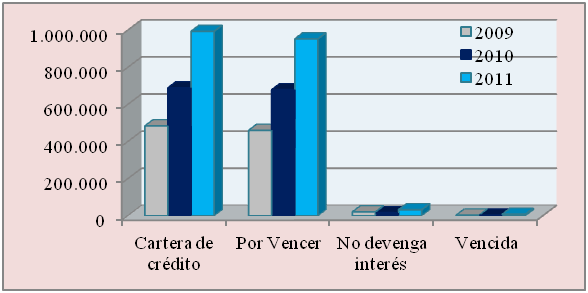 1.000.000
800.000
600.000
400.000
200.000
0
2009
2010
2011
Cartera de
crédito
Por Vencer
No devenga
interés
Vencida